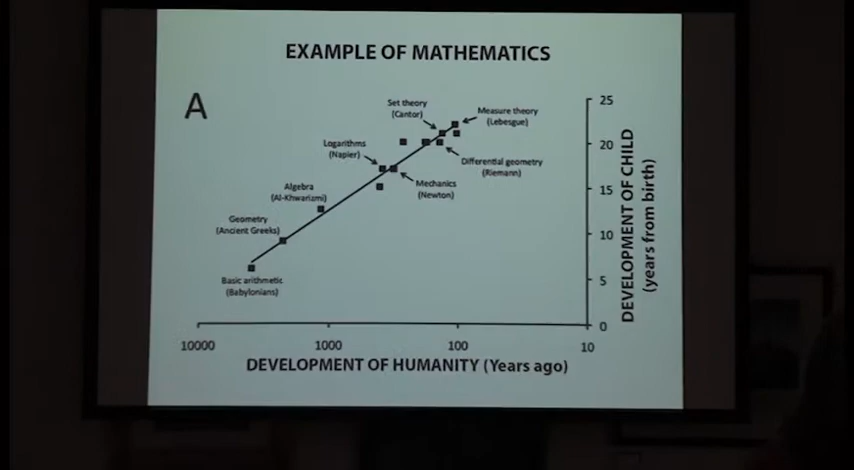 EXAMPLE OF MATHEMATICS
A
Set theory
(Cantor)
Measure theory
(Lebesgue)
Logarithms
(Napier)
Differential geometry
(Riemann)
Mechanics
(Newton)
Algebra
(Al-Khwarizmi)
Geometry
(Ancient Greeks)
Basic arithmetic
(Babylonians)
25
20
15
10
5
0
DEVELOPMENT OF CHILD
(years from birth)
10000
1000
100
10
DEVELOPMENT OF HUMANITY (Years ago)